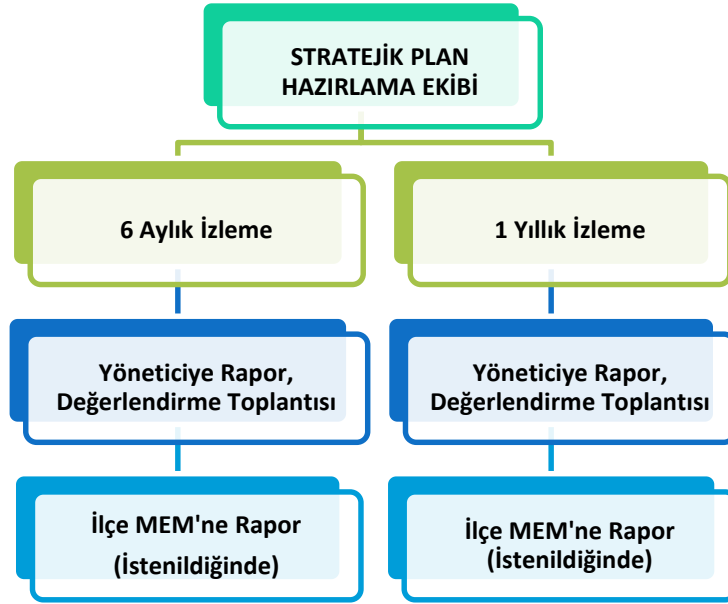 STRATEJİK PLAN
HAZIRLAMA EKİBİ
6 Aylık İzleme
1 Yıllık İzleme
Yöneticiye Rapor,
Değerlendirme Toplantısı
Yöneticiye Rapor,
Değerlendirme Toplantısı
İlçe MEM'ne Rapor
(İstenildiğinde)
İlçe MEM'ne Rapor
(İstenildiğinde)